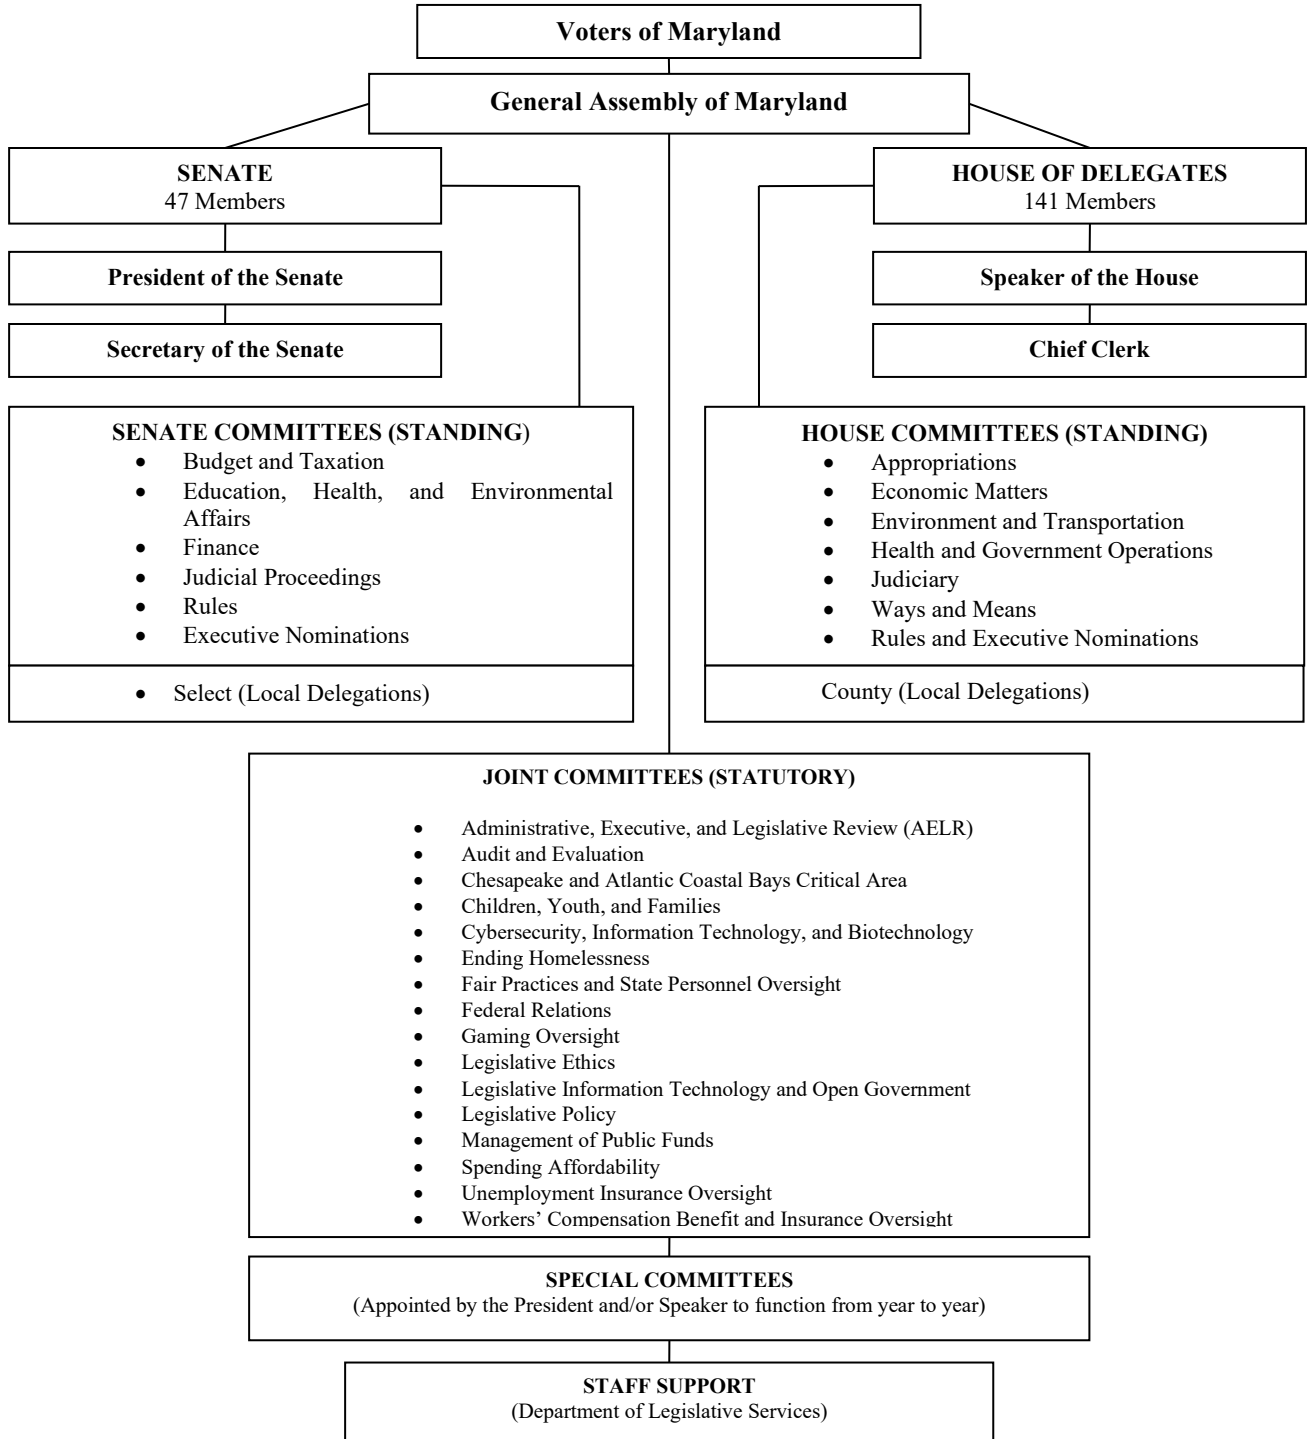 Voters of Maryland
General Assembly of Maryland
SENATE
47 Members
HOUSE OF DELEGATES
141 Members
President of the Senate
Speaker of the House
Secretary of the Senate
Chief Clerk
SENATE COMMITTEES (STANDING)
• Budget and Taxation
• Education, Health, and Environmental
Affairs
• Finance
• Judicial Proceedings
• Rules
• Executive Nominations
• Select (Local Delegations)
HOUSE COMMITTEES (STANDING)
• Appropriations
• Economic Matters
• Environment and Transportation
• Health and Government Operations
• Judiciary
• Ways and Means
• Rules and Executive Nominations
County (Local Delegations)
JOINT COMMITTEES (STATUTORY)
• Administrative, Executive, and Legislative Review (AELR)
• Audit and Evaluation
• Chesapeake and Atlantic Coastal Bays Critical Area
• Children, Youth, and Families
• Cybersecurity, Information Technology, and Biotechnology
• Ending Homelessness
• Fair Practices and State Personnel Oversight
• Federal Relations
• Gaming Oversight
• Legislative Ethics
• Legislative Information Technology and Open Government
• Legislative Policy
• Management of Public Funds
• Spending Affordability
• Unemployment Insurance Oversight
• Workers’ Compensation Benefit and Insurance Oversight
SPECIAL COMMITTEES
(Appointed by the President and/or Speaker to function from year to year)
STAFF SUPPORT
(Department of Legislative Services)